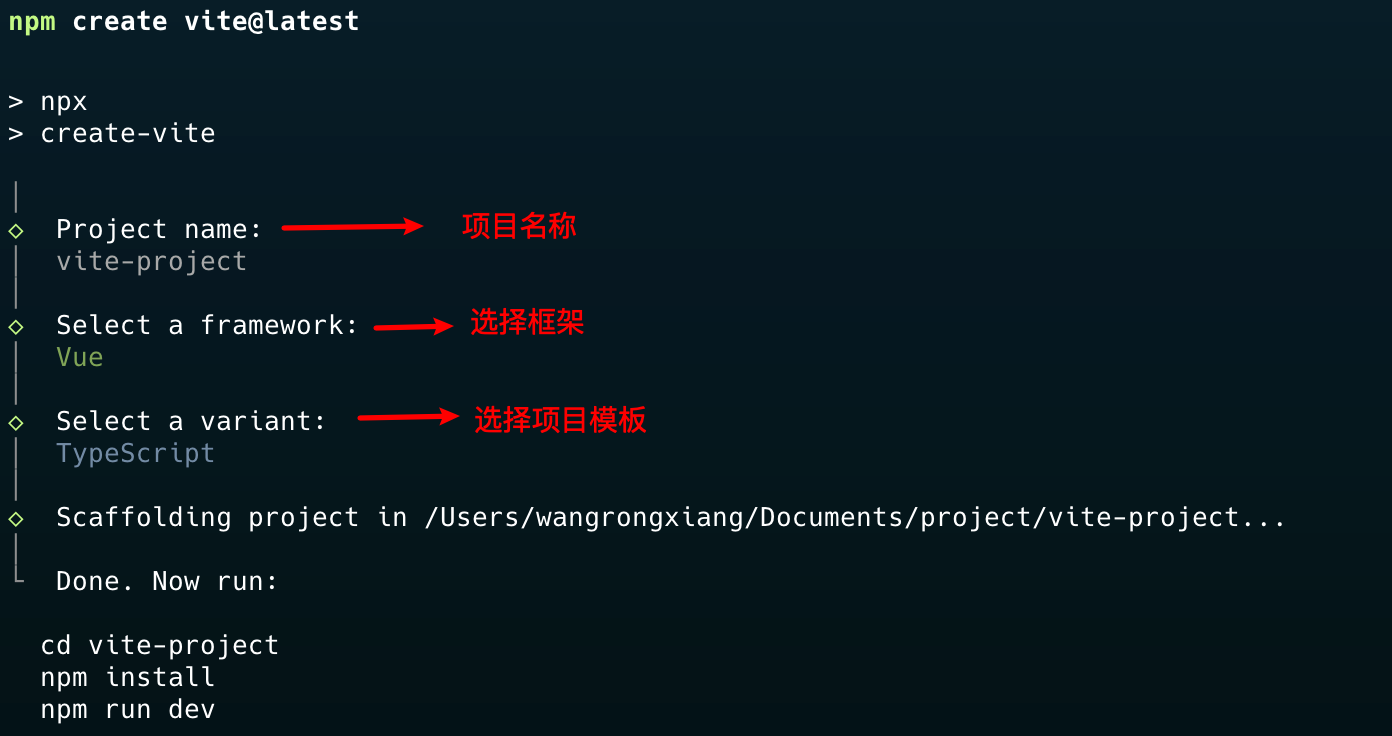 npm create vite@latest
> npx
> create-vite
Project name: 项目名称
vite-project
Select a framework: 选择框架
Vue
Select a variant: 选择项目模板
TypeScript
Scaffolding project in /Users/wangrongxiang/Documents/project/vite-project...
Done. Now run:
cd vite-project
npm install
npm run dev